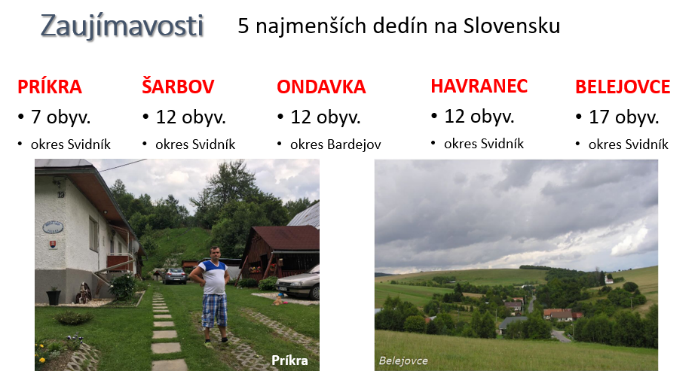 Zaujímavosti
5 najmenších dedín na Slovensku
PRÍKRA
• 7 obyv.
• okres Svidník
ŠARBOV
• 12 obyv.
• okres Svidník
ONDAVKA
• 12 obyv.
• okres Bardejov
HAVRANEC
• 12 obyv.
• okres Svidník
BELEJOVCE
• 17 obyv.
• okres Svidník
Príkra
Belejovce